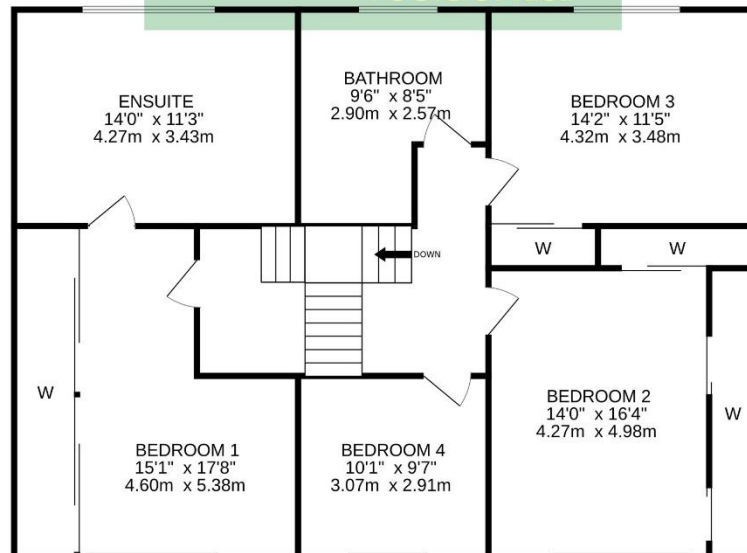 ENSUITE
14'0" x 11'3"
4.27m x 3.43m
BATHROOM
9'6" x 8'5"
2.90m x 2.57m
BEDROOM 3
14'2" x 11'5"
4.32m x 3.48m
W
W
DOWN
W
BEDROOM 1
15'1" x 17'8"
4.60m x 5.38m
BEDROOM 4
10'1" x 9'7"
3.07m x 2.91m
BEDROOM 2
14'0" x 16'4"
4.27m x 4.98m
W